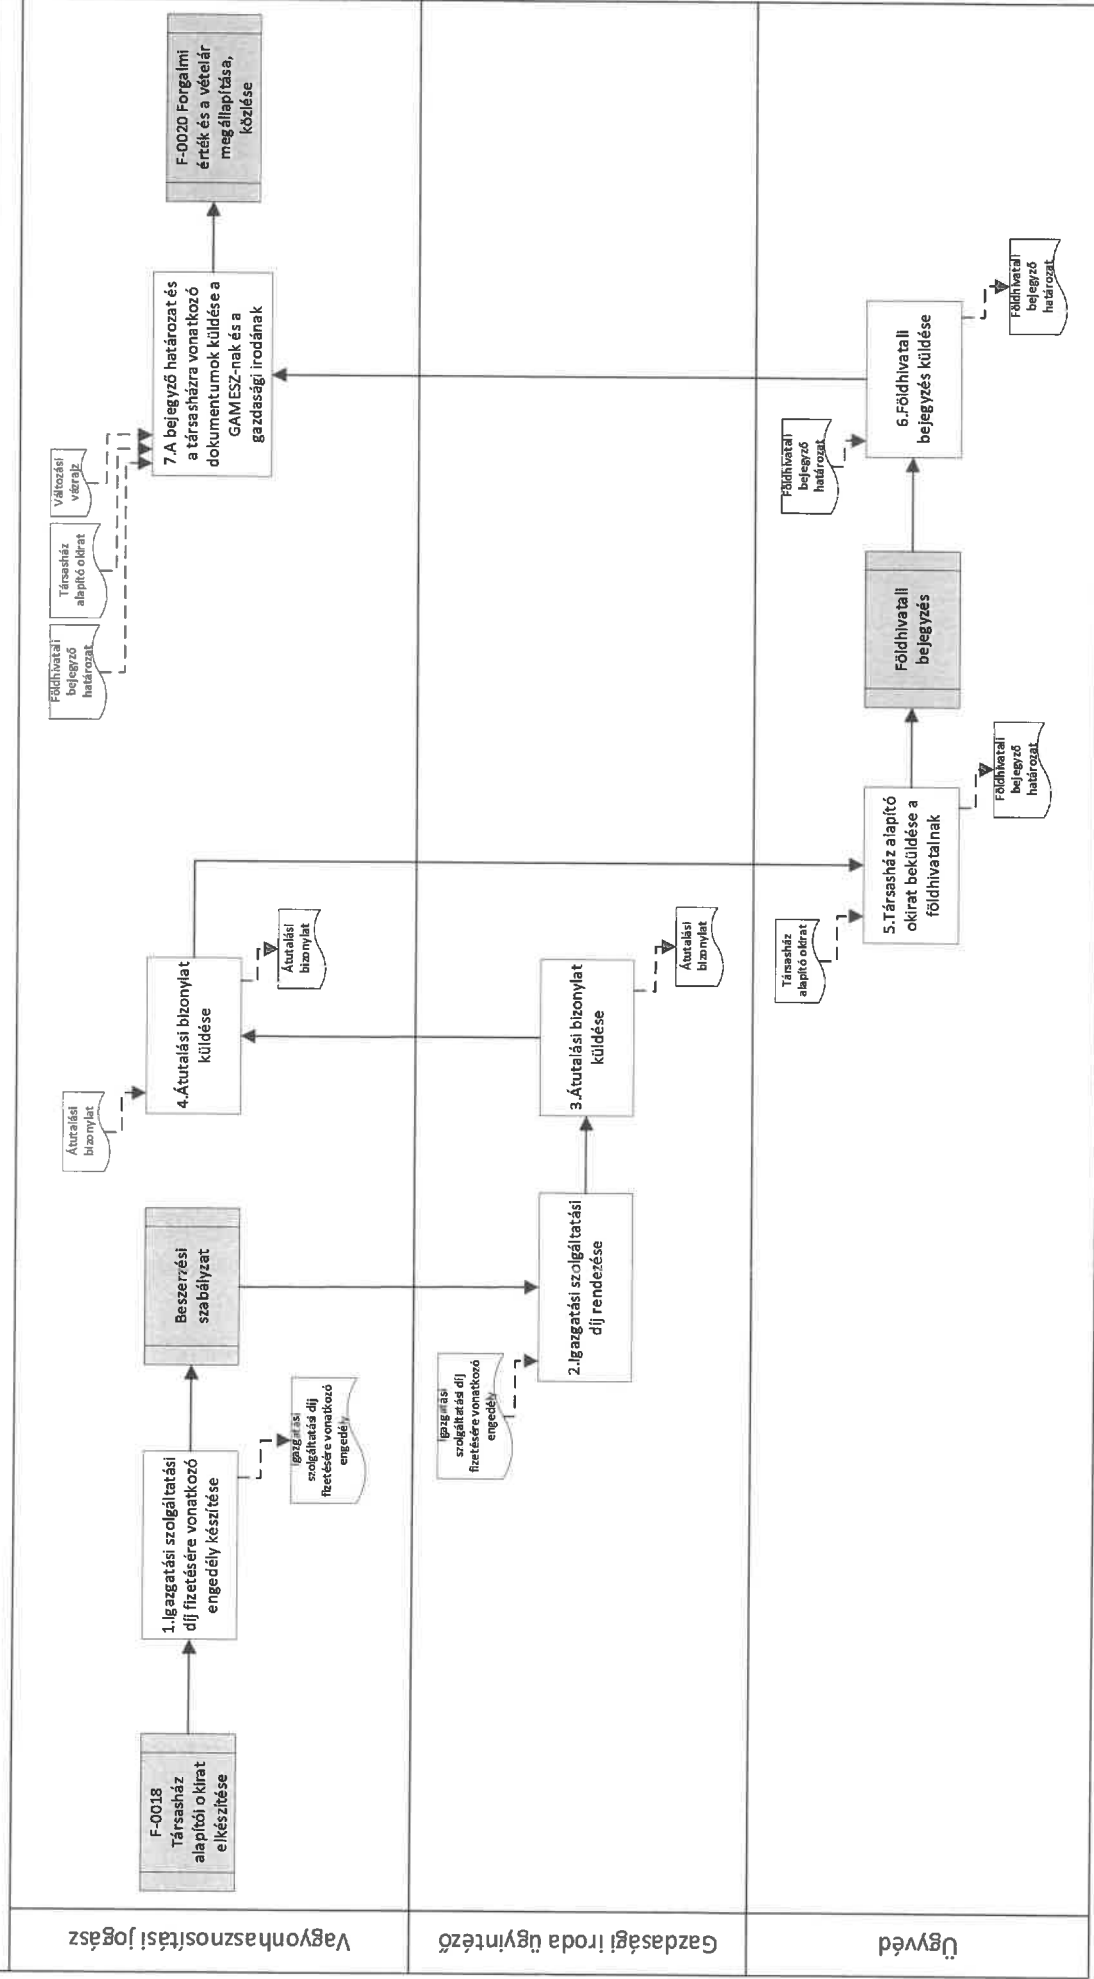 Vagyonhasznosítási jogász
F-0018
Társasház
alapítói okirat
elkészítése
1.Igazgatási szolgáltatási
díj fizetésére vonatkozó
engedély készítése
Igazgatási
szolgáltatási díj
fizetésére vonatkozó
engedély
Beszerzési
szabályzat
Átutalási
bizonylat
4.Átutalási bizonylat
küldése
Átutalási
bizonylat
Földhivatali
bejegyző
határozat
Társasház
alapító okirat
Változási
vázrajz
7.A bejegyző határozat és
a társasházra vonatkozó
dokumentumok küldése a
GAMESZ-nak és a
gazdasági irodának
F-0020 Forgalmi
érték és a vételár
megállapítása,
közlése
Gazdasági iroda ügyintéző
Igazgatási
szolgáltatási díj
fizetésére vonatkozó
engedély
2.Igazgatási szolgáltatási
díj rendezése
3.Átutalási bizonylat
küldése
Átutalási
bizonylat
Ügyvéd
Társasház
alapító okirat
5.Társasház alapító
okirat beküldése a
földhivatalnak
Földhivatali
bejegyző
határozat
Földhivatali
bejegyzés
Földhivatali
bejegyző
határozat
6.Földhivatali
bejegyzés küldése
Földhivatali
bejegyző
határozat